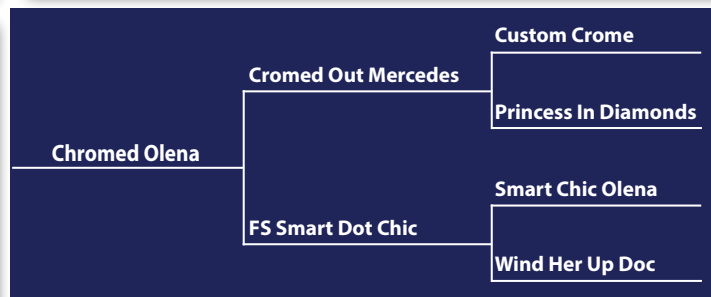 Custom Crome
Cromed Out Mercedes
Princess In Diamonds
Chromed Olena
Smart Chic Olena
FS Smart Dot Chic
Wind Her Up Doc